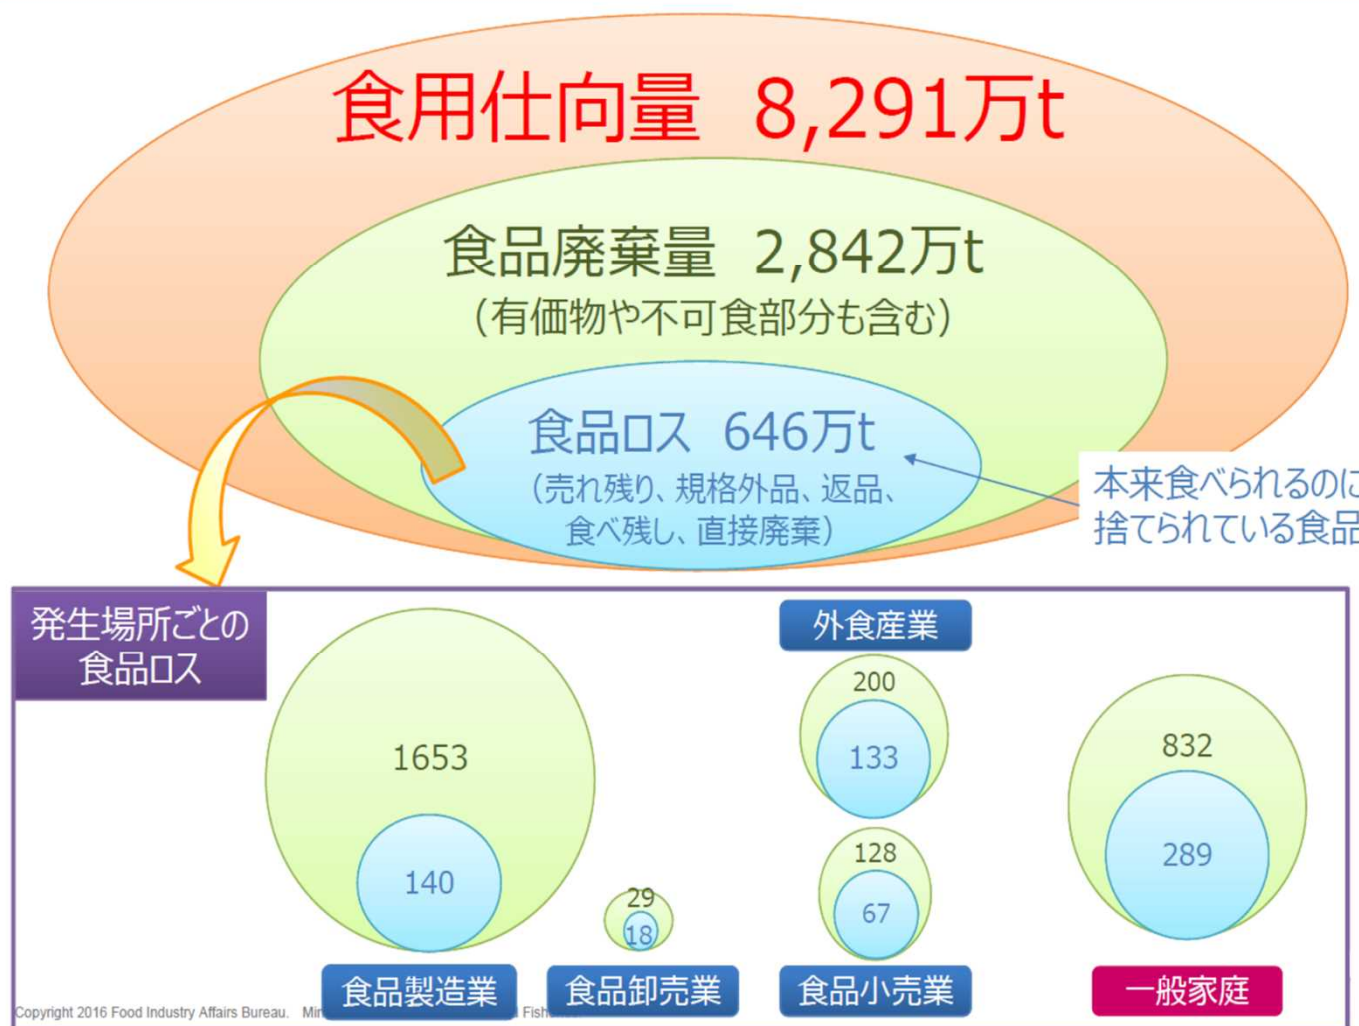 食用仕向量 8,291万t
食品廃棄量 2,842万t
（有価物や不可食部分も含む）
食品ロス 646万t
（売れ残り、規格外品、返品、
食べ残し、直接廃棄）
本来食べられるのに
捨てられている食品
発生場所ごとの
食品ロス
1653
140
食品製造業
29
18
食品卸売業
外食産業
200
133
128
67
食品小売業
832
289
一般家庭
Copyright 2016 Food Industry Affairs Bureau.